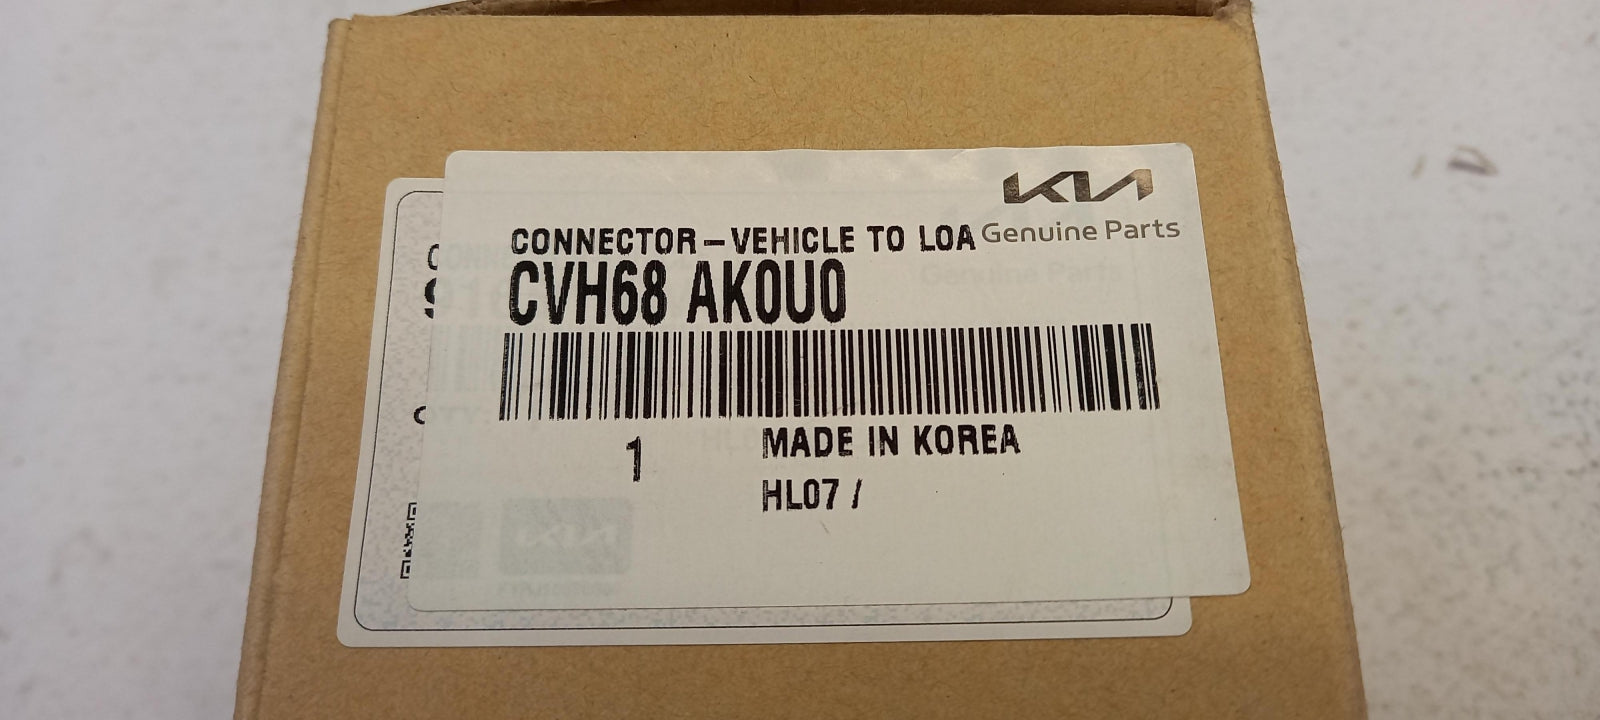 KIA
Genuine Parts
CONNECTOR-VEHICLE TO LOA
CVH68 AK0U0
1
MADE IN KOREA
HL07 /